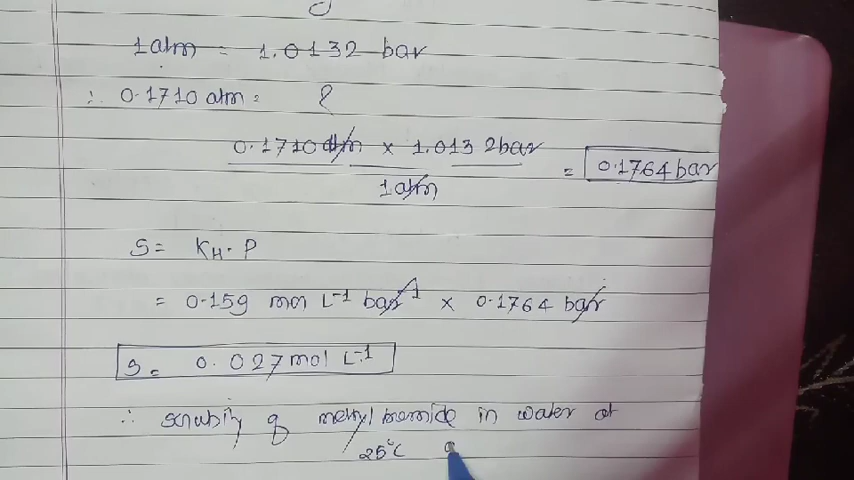 1 atm = 1.0132 bar
∴ 0.1710 atm = ?
0.1710 atm × 1.0132 bar
= 0.1764 bar
1 atm
S = KH · P
= 0.159 mol L⁻¹ bar⁻¹ × 0.1764 bar
S = 0.027 mol L⁻¹
∴ solubility of methyl bromide in water at
25°C